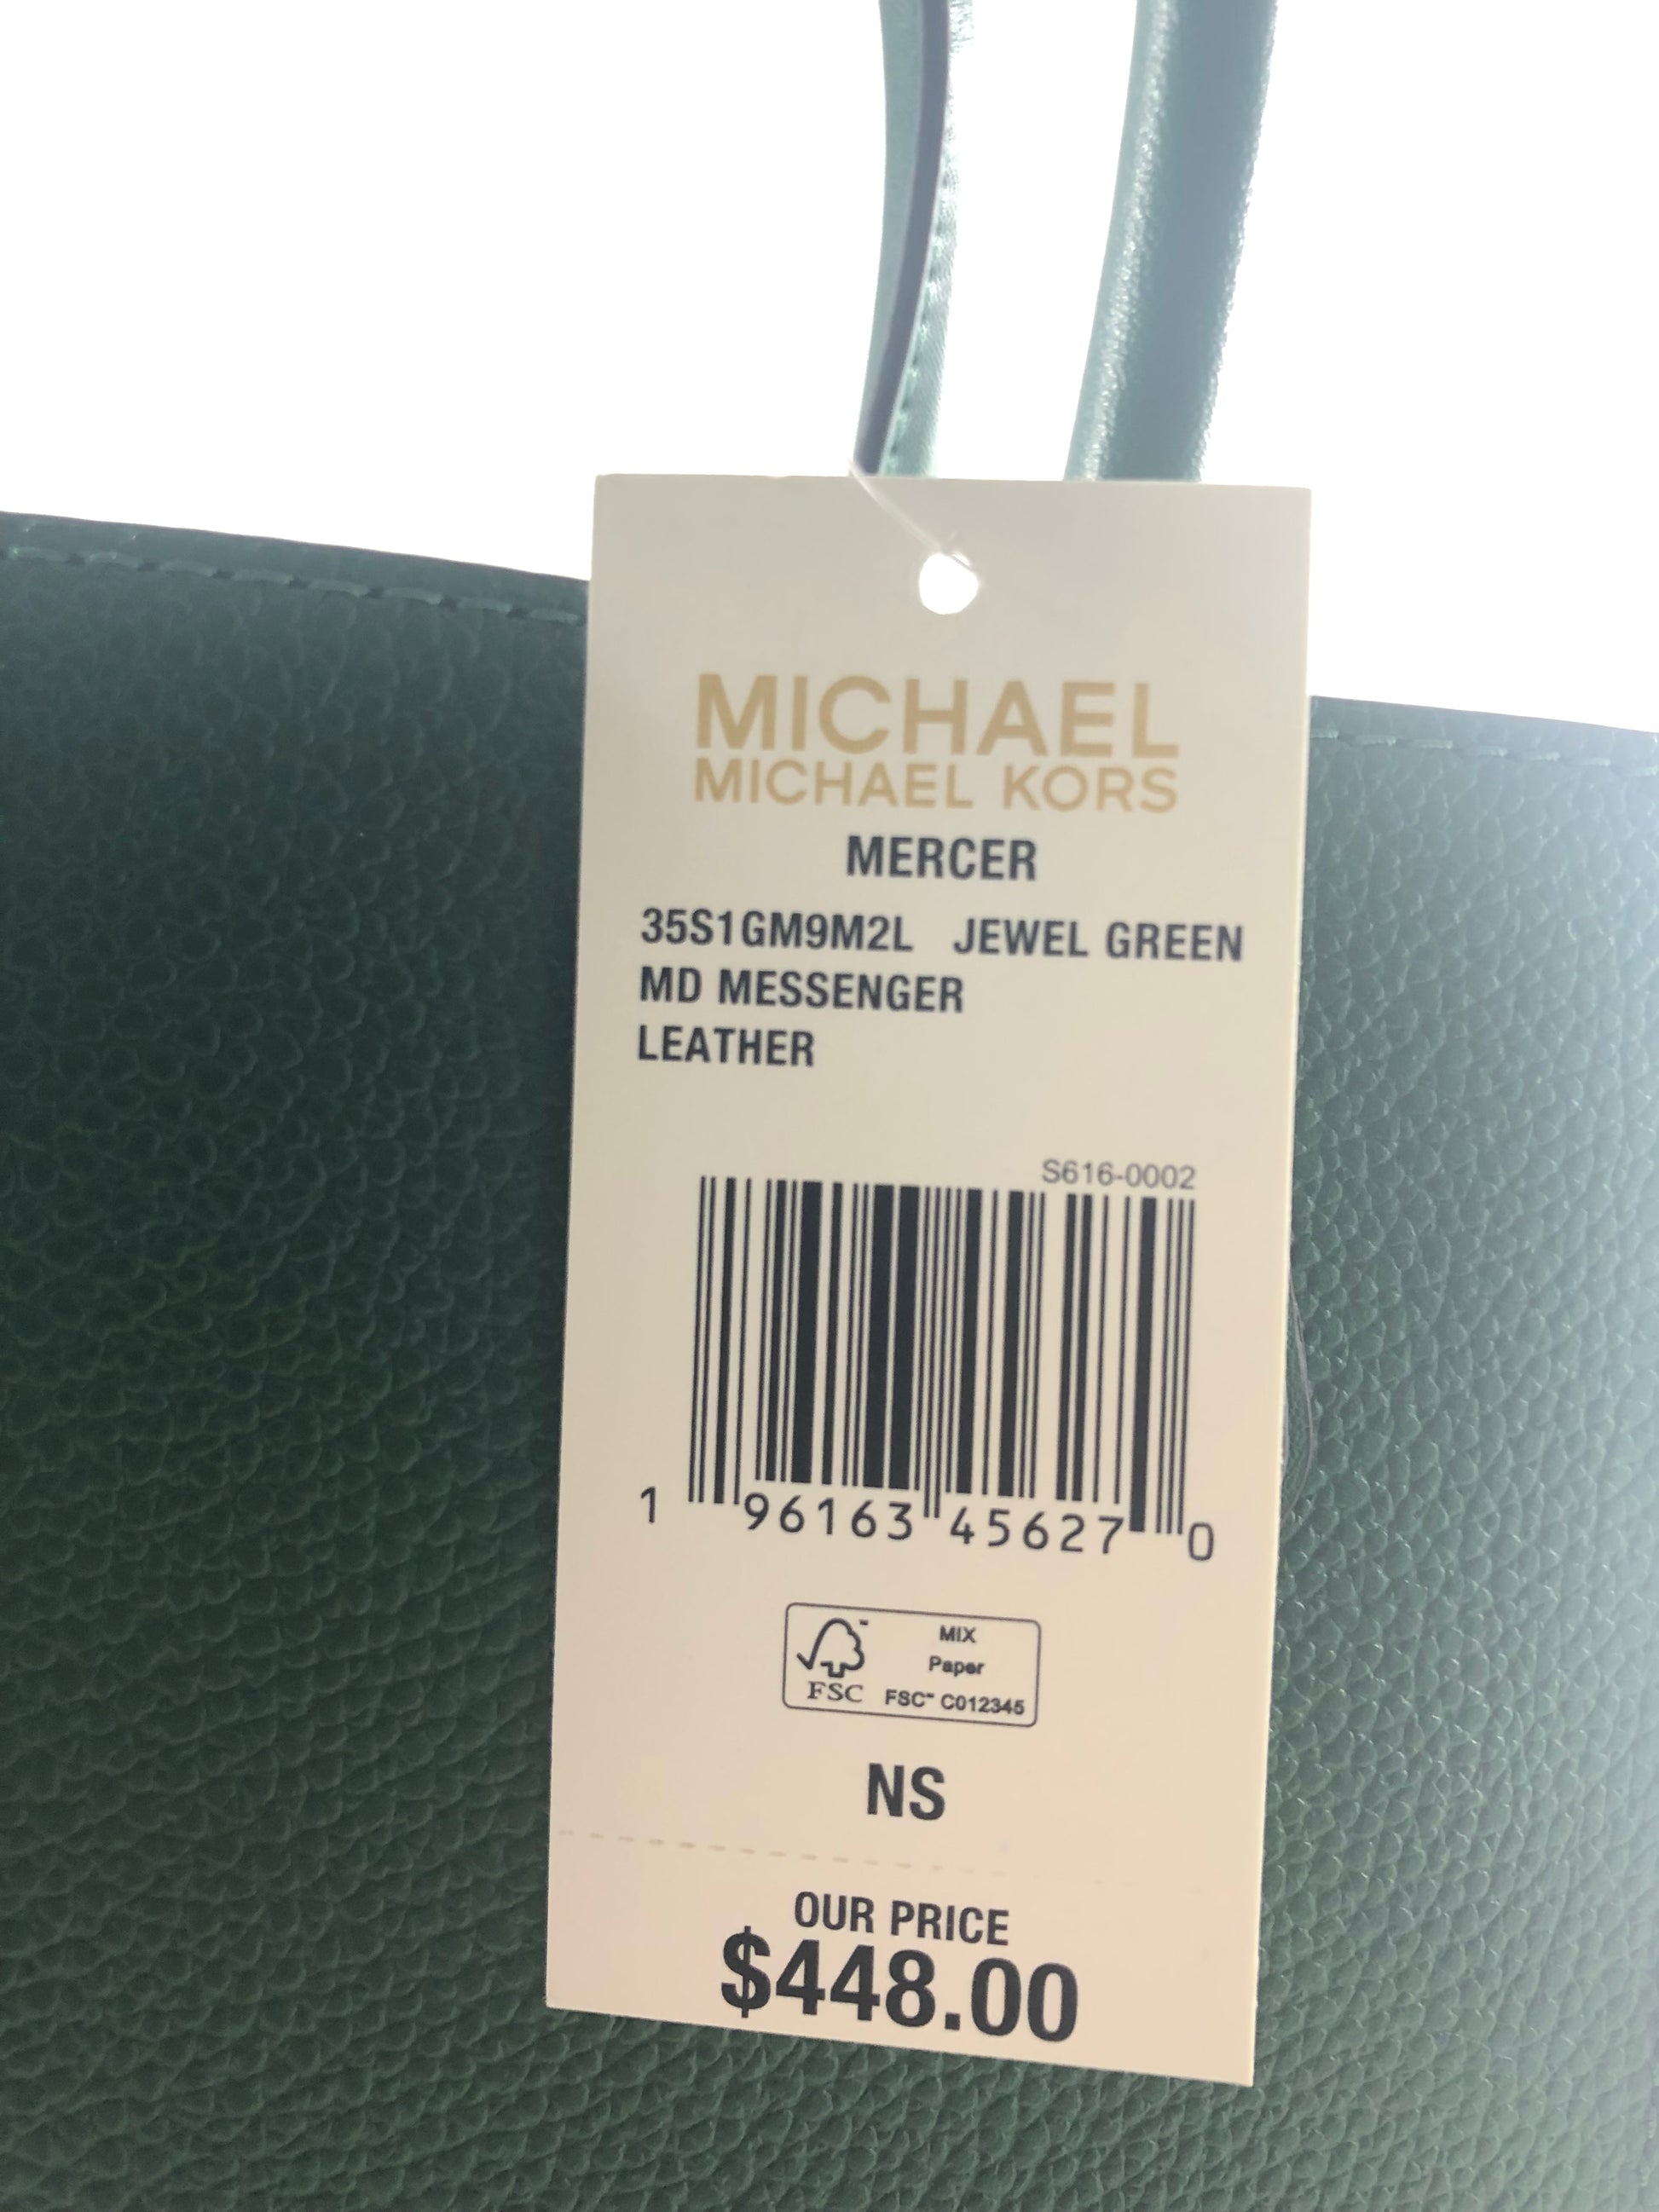 MICHAEL
MICHAEL KORS
MERCER
35S1GM9M2L JEWEL GREEN
MD MESSENGER
LEATHER
S616-0002
1 96163 45627 0
FSC
MIX
Paper
FSC™ C012345
NS
OUR PRICE
$448.00